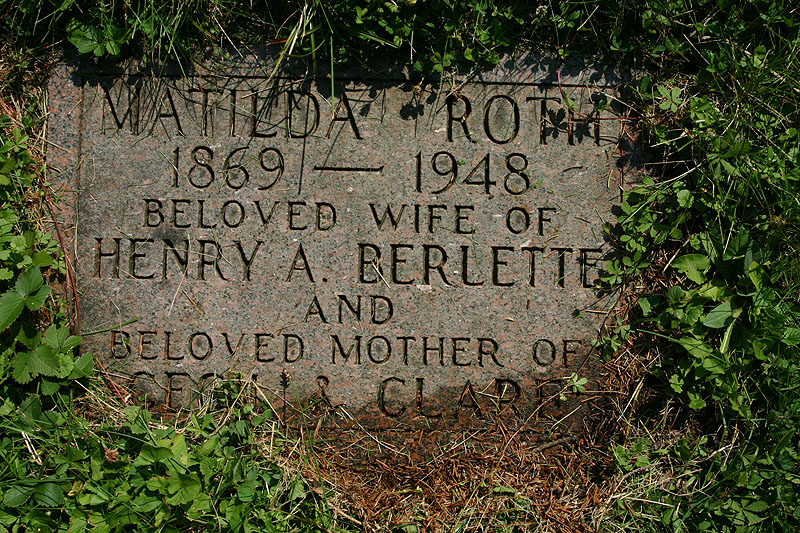 MATILDA ROTH
1869 — 1948
BELOVED WIFE OF
HENRY A. BERLETTE
AND
BELOVED MOTHER OF
& CLARE